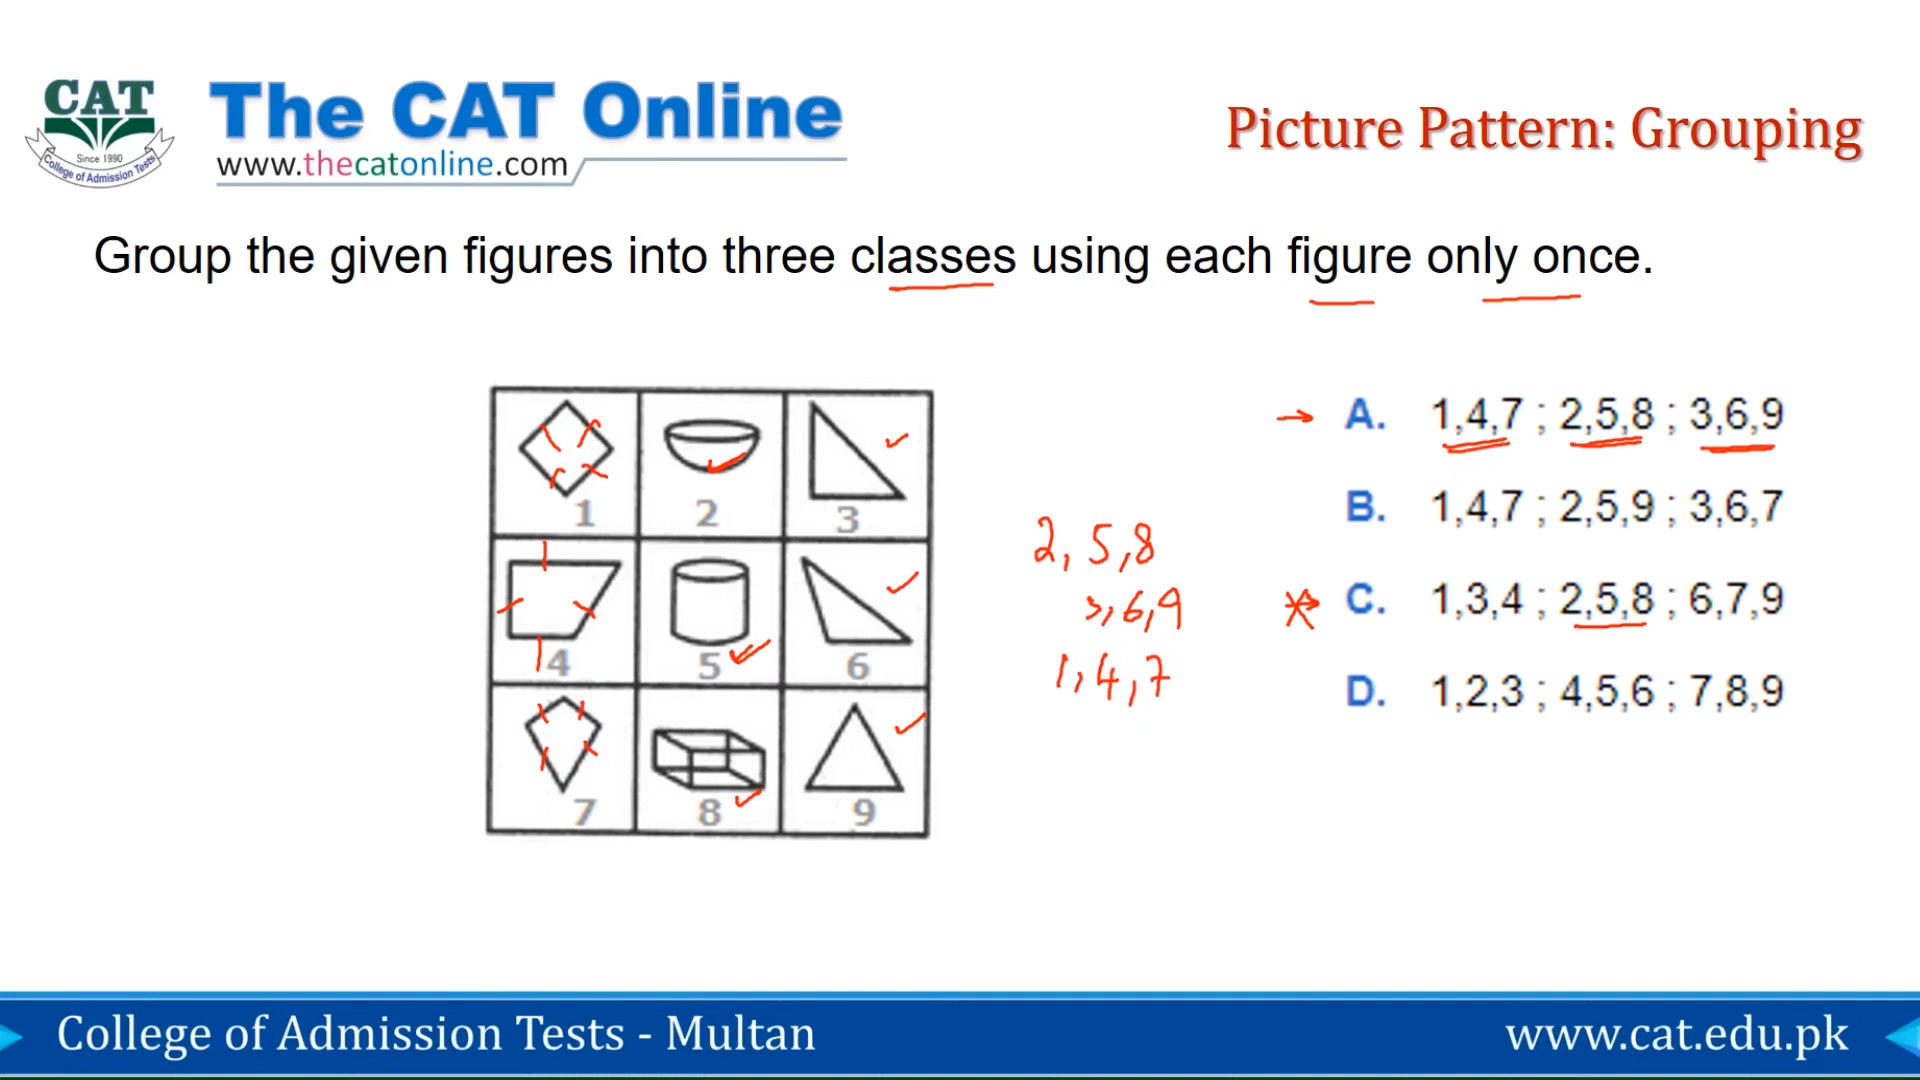 CAT
Since 1990
College of Admission Tests
The CAT Online
www.thecatonline.com
Picture Pattern: Grouping
Group the given figures into three classes using each figure only once.
1
2
3
4
5
6
7
8
9
2, 5, 8
3, 6, 9
1, 4, 7
A. 1,4,7 ; 2,5,8 ; 3,6,9
B. 1,4,7 ; 2,5,9 ; 3,6,7
C. 1,3,4 ; 2,5,8 ; 6,7,9
D. 1,2,3 ; 4,5,6 ; 7,8,9
College of Admission Tests - Multan
www.cat.edu.pk